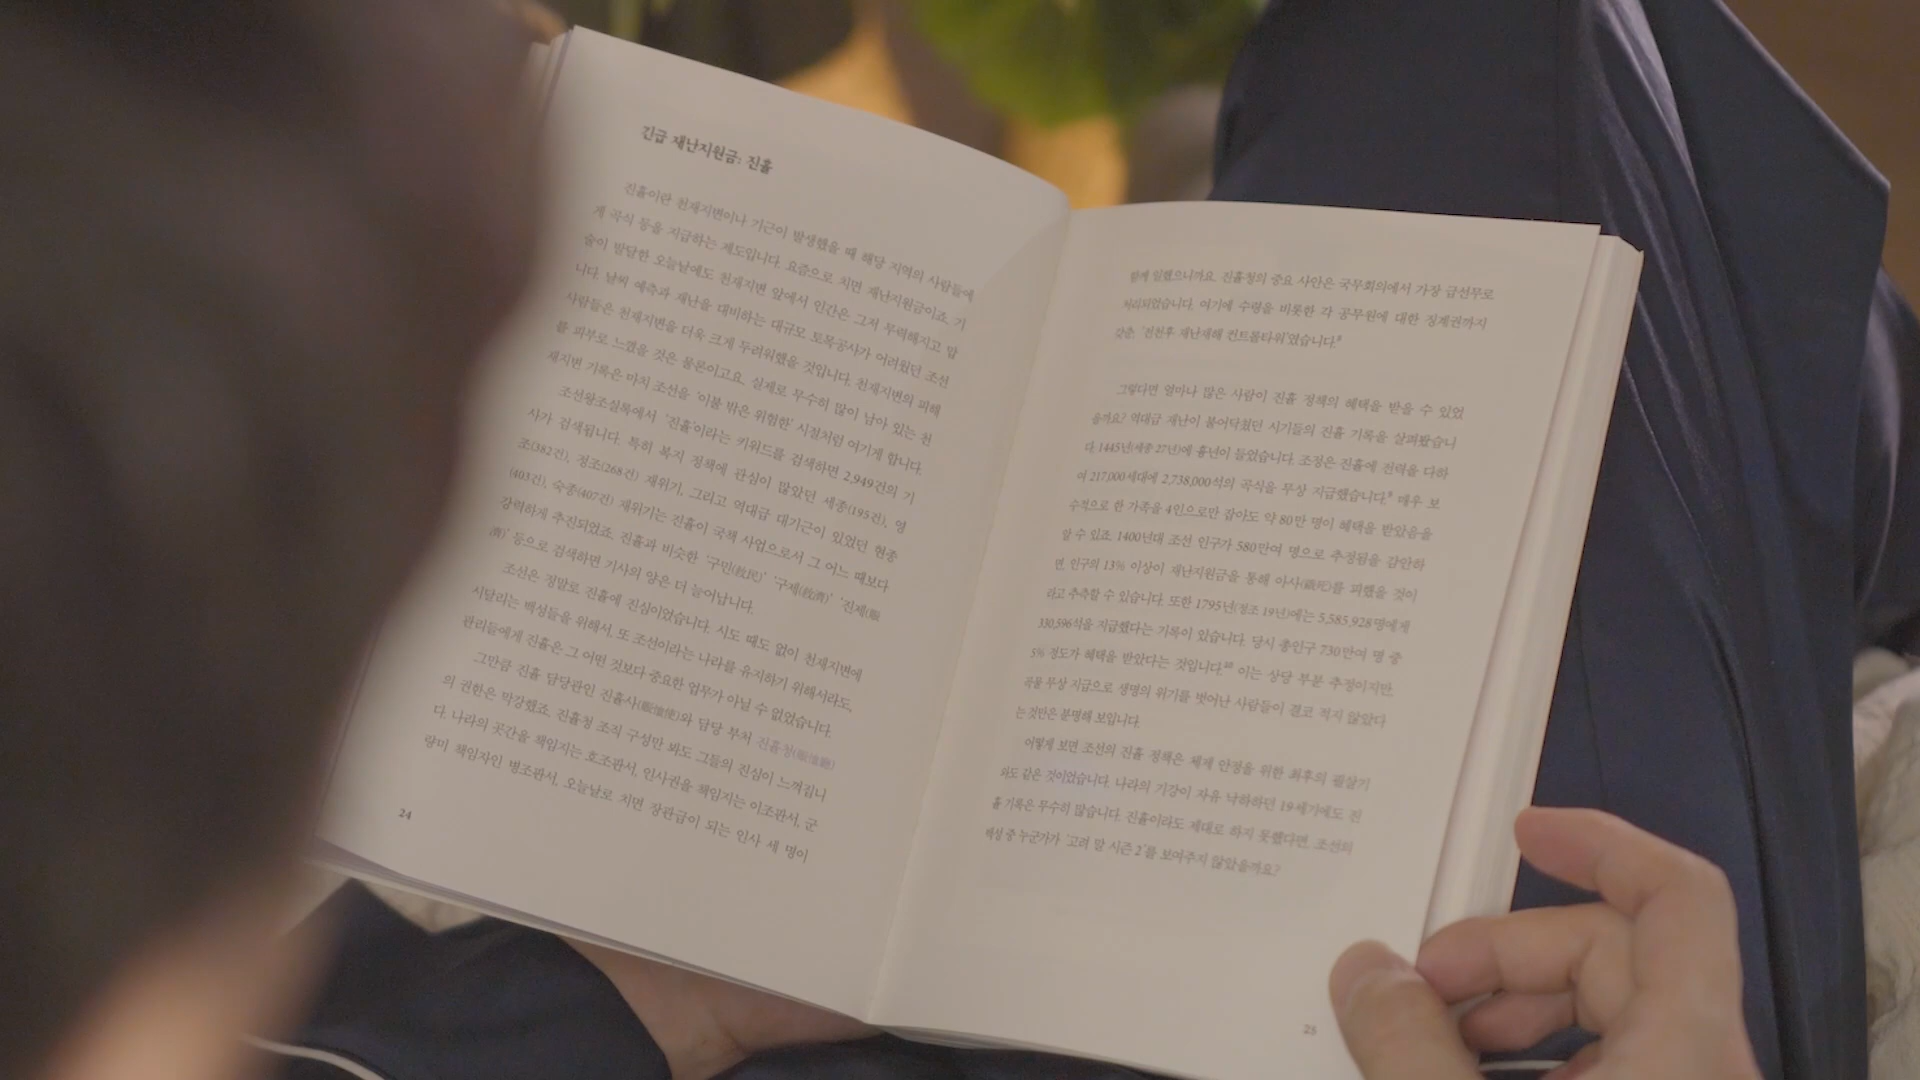 긴급 재난지원금: 진휼
진휼이란 천재지변이나 기근이 발생했을 때 해당 지역의 사람들에
게 곡식 등을 지급하는 제도입니다. 요즘으로 치면 재난지원금이죠. 기
술이 발달한 오늘날에도 천재지변 앞에서 인간은 그저 무력해지고 맙
니다. 날씨 예측과 재난을 대비하는 대규모 토목공사가 어려웠던 조선
사람들은 천재지변을 더욱 크게 두려워했을 것입니다. 천재지변의 피해
를 피부로 느꼈을 것은 물론이고요. 실제로 무수히 많이 남아 있는 천
재지변 기록은 마치 조선을 ‘이불 밖은 위험한’ 시절처럼 여기게 합니다.
조선왕조실록에서 ‘진휼’이라는 키워드를 검색하면 2,949건의 기
사가 검색됩니다. 특히 복지 정책에 관심이 많았던 세종(195건), 영
조(382건), 정조(268건) 재위기, 그리고 역대급 대기근이 있었던 현종
(403건), 숙종(407건) 재위기는 진휼이 국책 사업으로서 그 어느 때보다
강력하게 추진되었죠. 진휼과 비슷한 ‘구민(救民)’ ‘구제(救濟)’ ‘진제(賑
濟)’ 등으로 검색하면 기사의 양은 더 늘어납니다.
조선은 정말로 진휼에 진심이었습니다. 시도 때도 없이 천재지변에
시달리는 백성들을 위해서, 또 조선이라는 나라를 유지하기 위해서라도,
관리들에게 진휼은 그 어떤 것보다 중요한 업무가 아닐 수 없었습니다.
그만큼 진휼 담당관인 진휼사(賑恤使)와 담당 부처 진휼청(賑恤廳)
의 권한은 막강했죠. 진휼청 조직 구성만 봐도 그들의 진심이 느껴집니
다. 나라의 곳간을 책임지는 호조판서, 인사권을 책임지는 이조판서, 군
량미 책임자인 병조판서, 오늘날로 치면 장관급이 되는 인사 세 명이
24
함께 일했으니까요. 진휼청의 중요 사안은 국무회의에서 가장 급선무로
처리되었습니다. 여기에 수령을 비롯한 각 공무원에 대한 징계권까지
갖춘 ‘전천후 재난재해 컨트롤타워’였습니다.⁸
그렇다면 얼마나 많은 사람이 진휼 정책의 혜택을 받을 수 있었
을까요? 역대급 재난이 불어닥쳤던 시기들의 진휼 기록을 살펴봤습니
다. 1445년(세종 27년)에 흉년이 들었습니다. 조정은 진휼에 전력을 다하
여 217,000세대에 2,738,000석의 곡식을 무상 지급했습니다.⁹ 매우 보
수적으로 한 가족을 4인으로만 잡아도 약 80만 명이 혜택을 받았음을
알 수 있죠. 1400년대 조선 인구가 580만여 명으로 추정됨을 감안하
면, 인구의 13% 이상이 재난지원금을 통해 아사(餓死)를 피했을 것이
라고 추측할 수 있습니다. 또한 1795년(정조 19년)에는 5,585,928명에게
330,596석을 지급했다는 기록이 있습니다. 당시 총인구 730만여 명 중
5% 정도가 혜택을 받았다는 것입니다.¹⁰ 이는 상당 부분 추정이지만,
곡물 무상 지급으로 생명의 위기를 벗어난 사람들이 결코 적지 않았다
는 것만은 분명해 보입니다.
어떻게 보면 조선의 진휼 정책은 체제 안정을 위한 최후의 필살기
와도 같은 것이었습니다. 나라의 기강이 자유 낙하하던 19세기에도 진
휼 기록은 무수히 많습니다. 진휼이라도 제대로 하지 못했다면, 조선의
백성 중 누군가가 ‘고려 말 시즌 2’를 보여주지 않았을까요?
25